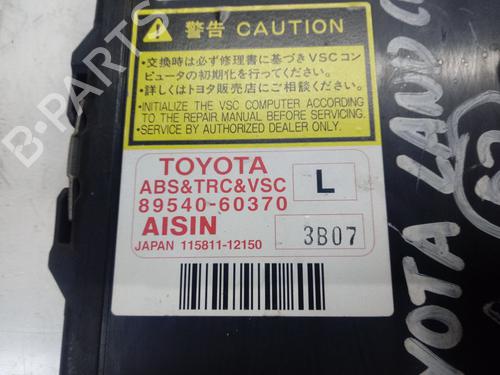 警告 CAUTION
・交換時は必ず修理書に基づきVSCコン
ピュータの初期化を行ってください。
・詳しくはトヨタ販売店にご相談ください。
・INITIALIZE THE VSC COMPUTER ACCORDING
TO THE REPAIR MANUAL BEFORE SERVICING.
・SERVICE BY AUTHORIZED DEALER ONLY.
TOYOTA
ABS&TRC&VSC
L
89540-60370
AISIN
3B07
JAPAN 115811-12150
B-PARTS
LAND